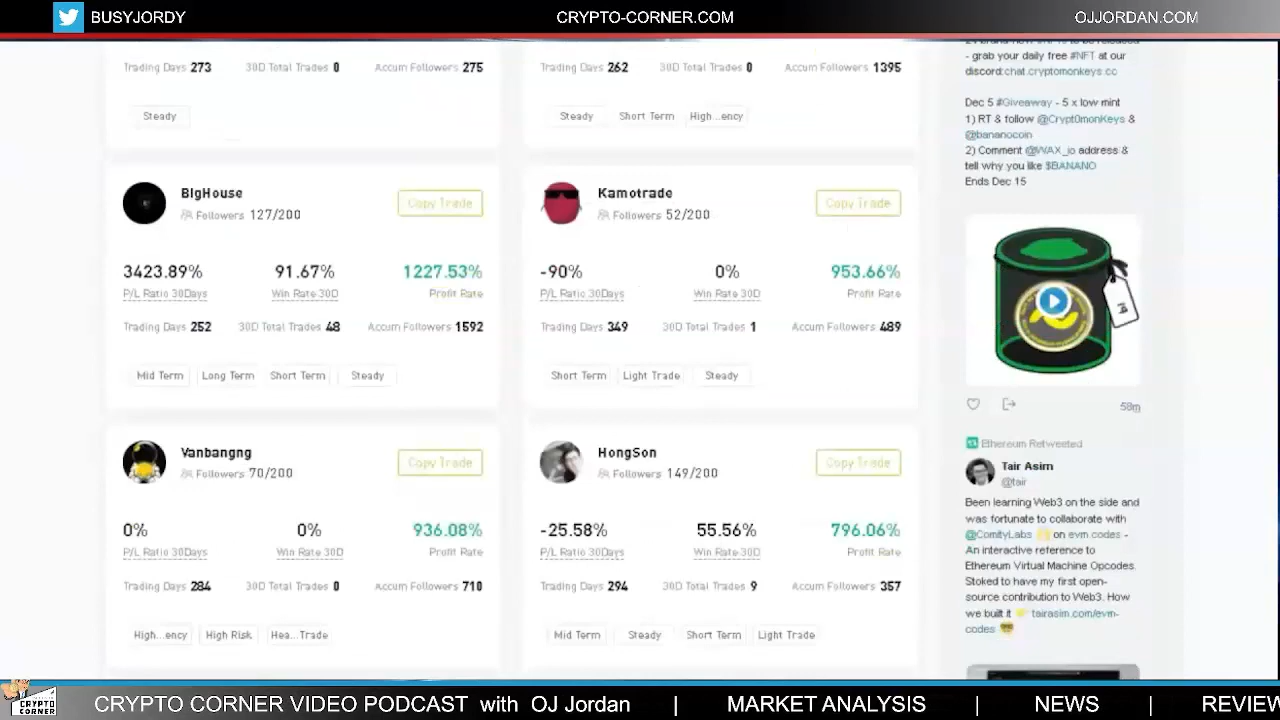 BUSYJORDY
CRYPTO-CORNER.COM
OJJORDAN.COM
Trading Days 273
30D Total Trades 0
Accum Followers 275
Steady
Trading Days 262
30D Total Trades 0
Accum Followers 1395
Steady
Short Term
High...ency
BigHouse
Followers 127/200
Copy Trade
3423.89%
91.67%
1227.53%
P/L Ratio 30Days
Win Rate 30D
Profit Rate
Trading Days 252
30D Total Trades 48
Accum Followers 1592
Mid Term
Long Term
Short Term
Steady
Kamotrade
Followers 52/200
Copy Trade
-90%
0%
953.66%
P/L Ratio 30Days
Win Rate 30D
Profit Rate
Trading Days 349
30D Total Trades 1
Accum Followers 489
Short Term
Light Trade
Steady
Vanbangng
Followers 70/200
Copy Trade
0%
0%
936.08%
P/L Ratio 30Days
Win Rate 30D
Profit Rate
Trading Days 284
30D Total Trades 0
Accum Followers 710
High...ency
High Risk
Hea...Trade
HongSon
Followers 149/200
Copy Trade
-25.58%
55.56%
796.06%
P/L Ratio 30Days
Win Rate 30D
Profit Rate
Trading Days 294
30D Total Trades 9
Accum Followers 357
Mid Term
Steady
Short Term
Light Trade
- grab your daily free #NFT at our
discord:chat.cryptomonkeys.cc
Dec 5 #Giveaway - 5 x low mint
1) RT & follow @Crypt0monKeys &
@bananocoin
2) Comment @WAX_io address &
tell why you like $BANANO
Ends Dec 15
58m
Ethereum Retweeted
Tair Asim
@tair
Been learning Web3 on the side and
was fortunate to collaborate with
@ComityLabs 🙌 on evm.codes -
An interactive reference to
Ethereum Virtual Machine Opcodes.
Stoked to have my first open-
source contribution to Web3. How
we built it 👉 tairasim.com/evm-
codes 🤓
CRYPTO
CORNER
CRYPTO CORNER VIDEO PODCAST with OJ Jordan | MARKET ANALYSIS | NEWS | REVIEW